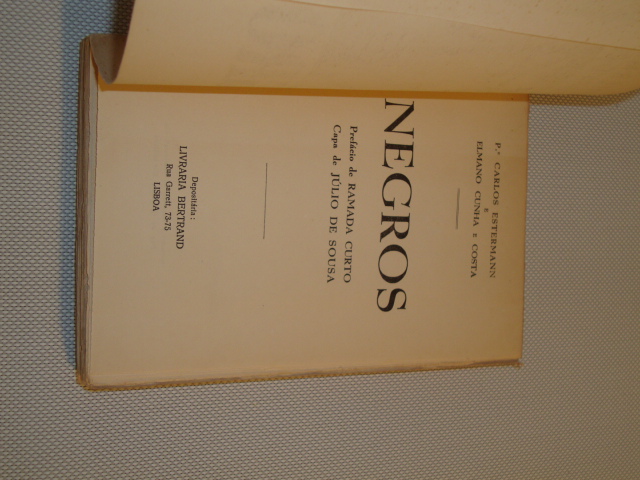 P.e CARLOS ESTERMANN
E
ELMANO CUNHA E COSTA
NEGROS
Prefácio de RAMADA CURTO
Capa de JÚLIO DE SOUSA
Depositária:
LIVRARIA BERTRAND
Rua Garrett, 73-75
LISBOA